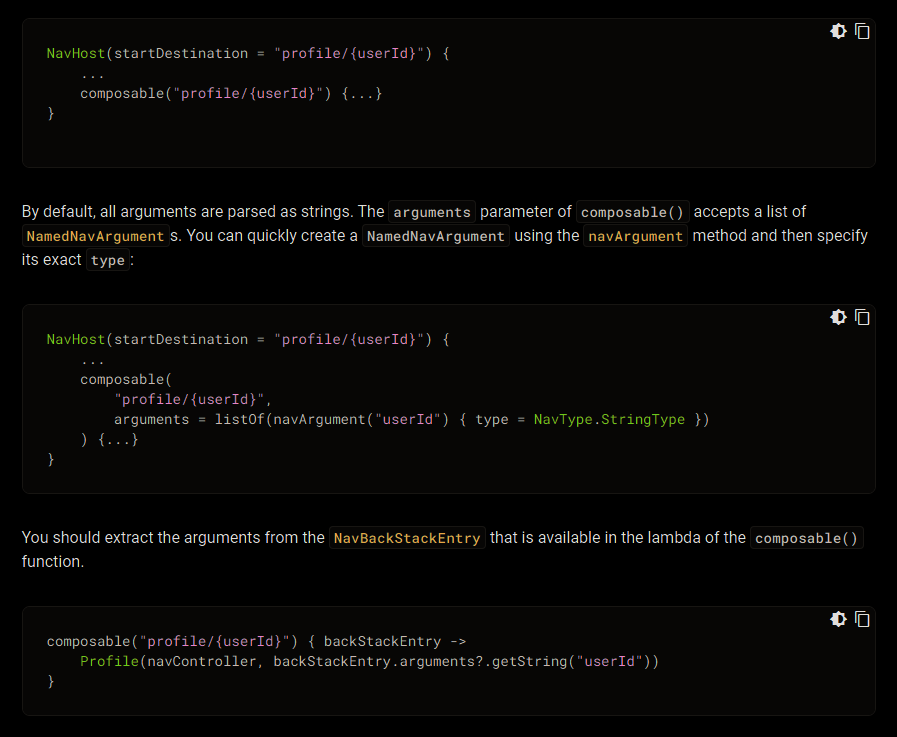 NavHost(startDestination = "profile/{userId}") {
    ...
    composable("profile/{userId}") {...}
}
By default, all arguments are parsed as strings. The arguments parameter of composable() accepts a list of
NamedNavArgument s. You can quickly create a NamedNavArgument using the navArgument method and then specify
its exact type :
NavHost(startDestination = "profile/{userId}") {
    ...
    composable(
        "profile/{userId}",
        arguments = listOf(navArgument("userId") { type = NavType.StringType })
    ) {...}
}
You should extract the arguments from the NavBackStackEntry that is available in the lambda of the composable()
function.
composable("profile/{userId}") { backStackEntry ->
    Profile(navController, backStackEntry.arguments?.getString("userId"))
}